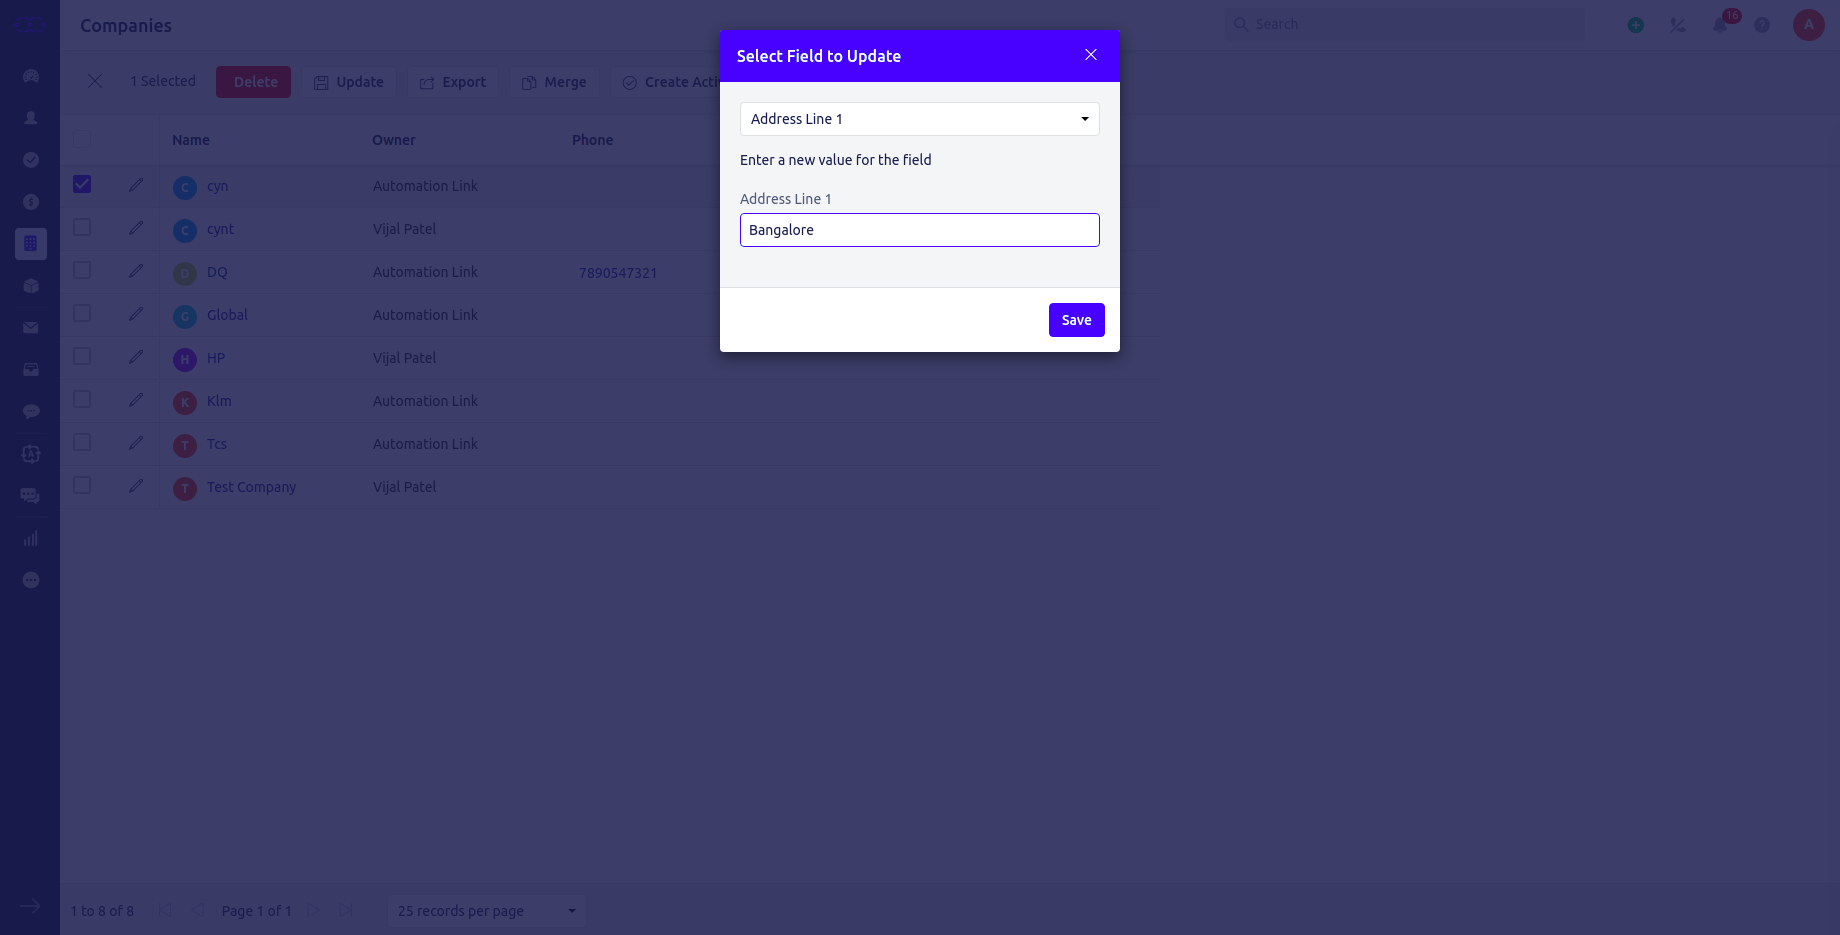 Companies
Search
16
A
Select Field to Update
1 Selected
Delete
Update
Export
Merge
Address Line 1
Enter a new value for the field
Address Line 1
Bangalore
Save
Name Owner Phone
C cyn Automation Link
C cynt Vijal Patel
D DQ Automation Link 7890547321
G Global Automation Link
H HP Vijal Patel
K Klm Automation Link
T Tcs Automation Link
T Test Company Vijal Patel
1 to 8 of 8 Page 1 of 1 25 records per page